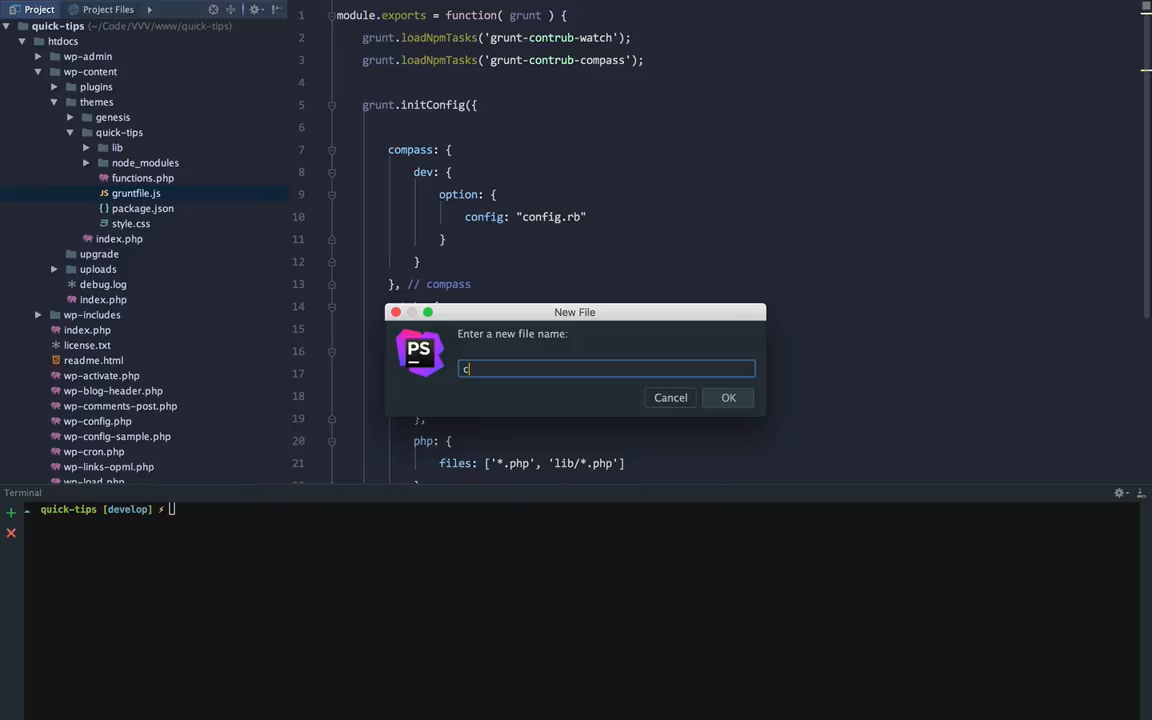 Project
Project Files
quick-tips (~/Code/VVV/www/quick-tips)
htdocs
wp-admin
wp-content
plugins
themes
genesis
quick-tips
lib
node_modules
functions.php
JS gruntfile.js
{ } package.json
style.css
index.php
upgrade
uploads
debug.log
index.php
wp-includes
index.php
license.txt
readme.html
wp-activate.php
wp-blog-header.php
wp-comments-post.php
wp-config.php
wp-config-sample.php
wp-cron.php
wp-links-opml.php
wp-load.php
1 module.exports = function( grunt ) {
2 grunt.loadNpmTasks('grunt-contrub-watch');
3 grunt.loadNpmTasks('grunt-contrub-compass');
4
5 grunt.initConfig({
6
7 compass: {
8 dev: {
9 option: {
10 config: "config.rb"
11 }
12 }
13 }, // compass
14
15
16
18
19 },
20 php: {
21 files: ['*.php', 'lib/*.php']
New File
PS
Enter a new file name:
c
Cancel
OK
Terminal
quick-tips [develop] ⚡